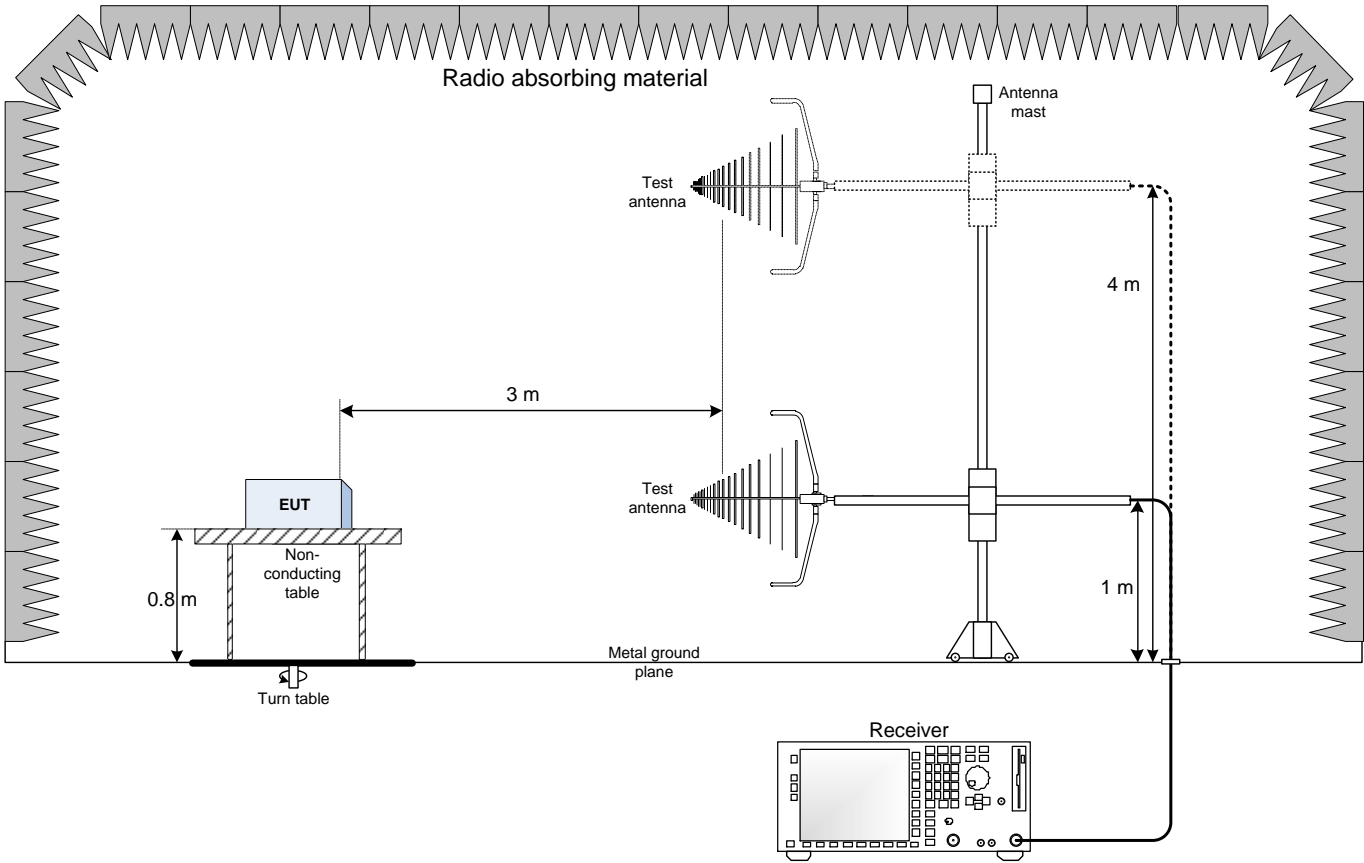 Radio absorbing material
Antenna
mast
Test
antenna
4 m
3 m
Test
antenna
EUT
Non-
conducting
table
0.8 m
1 m
Metal ground
plane
Turn table
Receiver